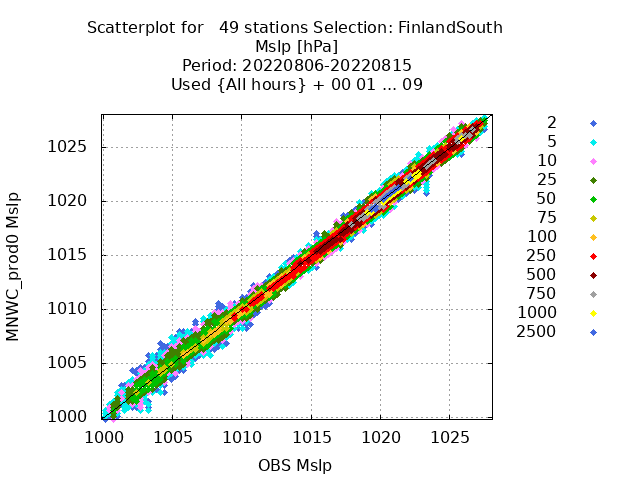 Scatterplot for   49 stations Selection: FinlandSouth
Mslp [hPa]
Period: 20220806-20220815
Used {All hours} + 00 01 ... 09
MNWC_prod0 Mslp
1025
1020
1015
1010
1005
1000
1000 1005 1010 1015 1020 1025
OBS Mslp
2
5
10
25
50
75
100
250
500
750
1000
2500